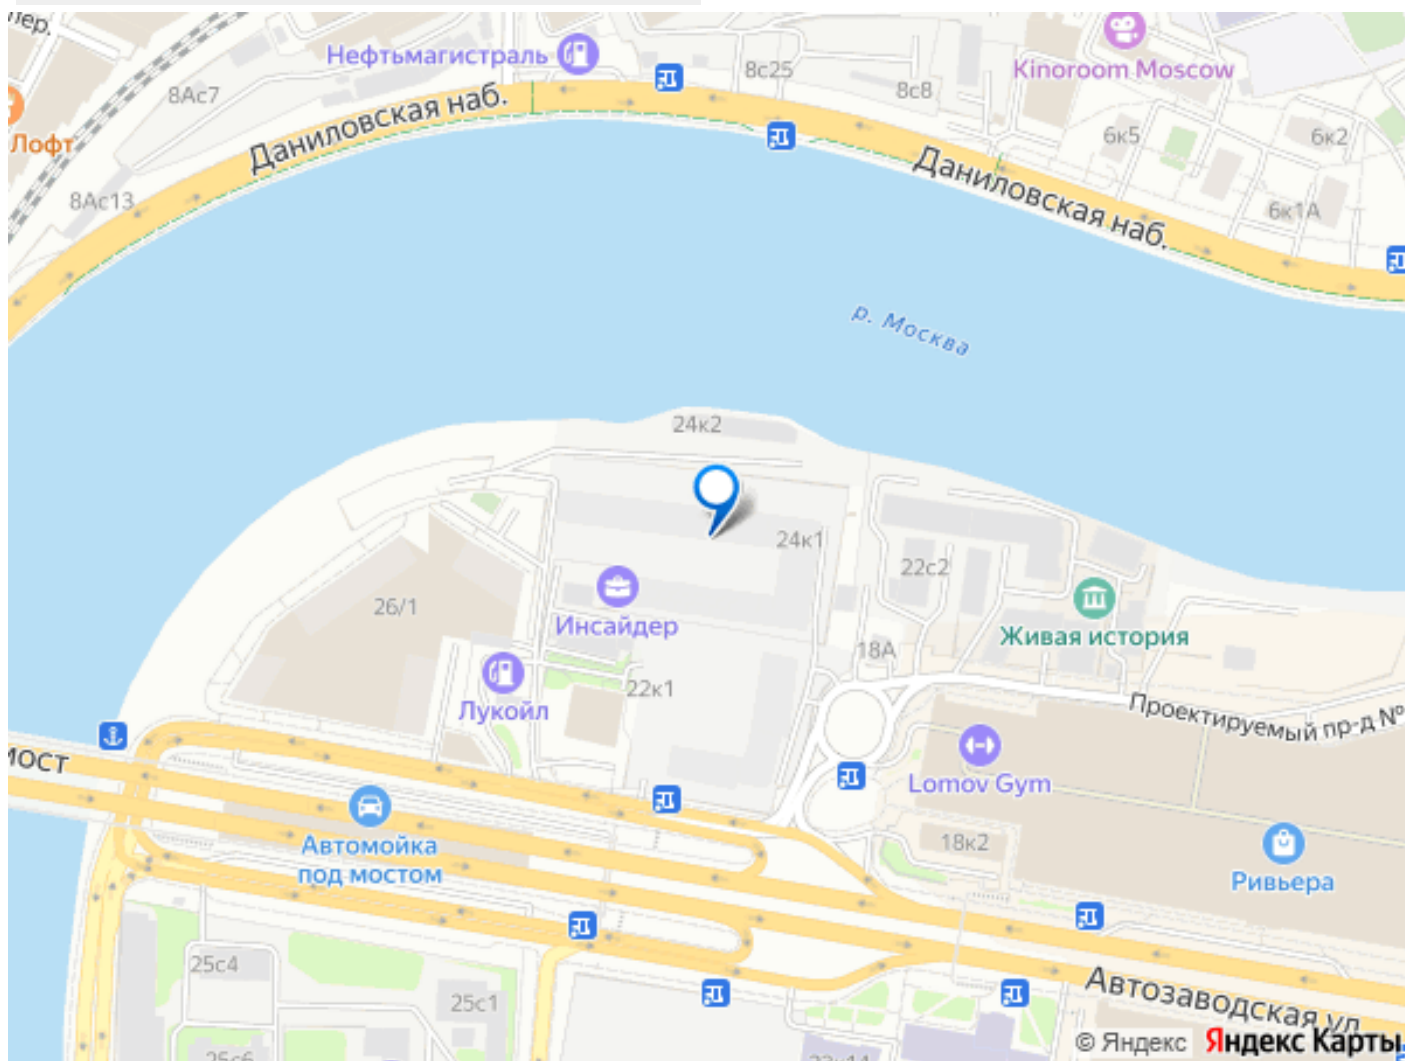 пер.
Нефтьмагистраль
8с25
8с8
Kinoroom Moscow
8Ас7
Лофт
Даниловская наб.
6к5
6к2
8Ас13
Даниловская наб.
6к1А
р. Москва
24к2
24к1
22с2
26/1
Инсайдер
Живая история
18А
22к1
Лукойл
Проектируемый пр-д №
мост
Lomov Gym
Автомойка
под мостом
18к2
Ривьера
25с4
25с1
Автозаводская ул.
25с6
© Яндекс
Яндекс Карты